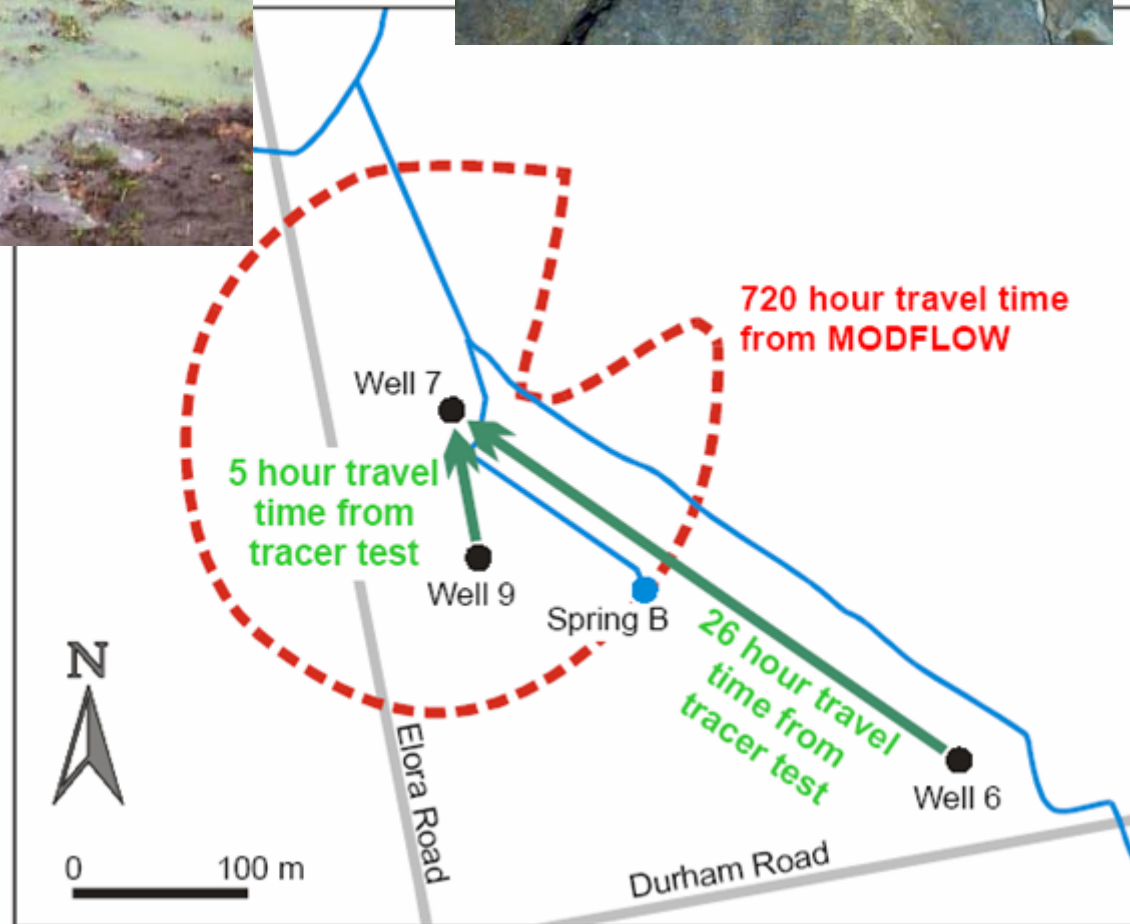 720 hour travel time
from MODFLOW
Well 7
5 hour travel
time from
tracer test
Well 9
Spring B
26 hour travel
time from
tracer test
Well 6
N
Elora Road
Durham Road
0 100 m